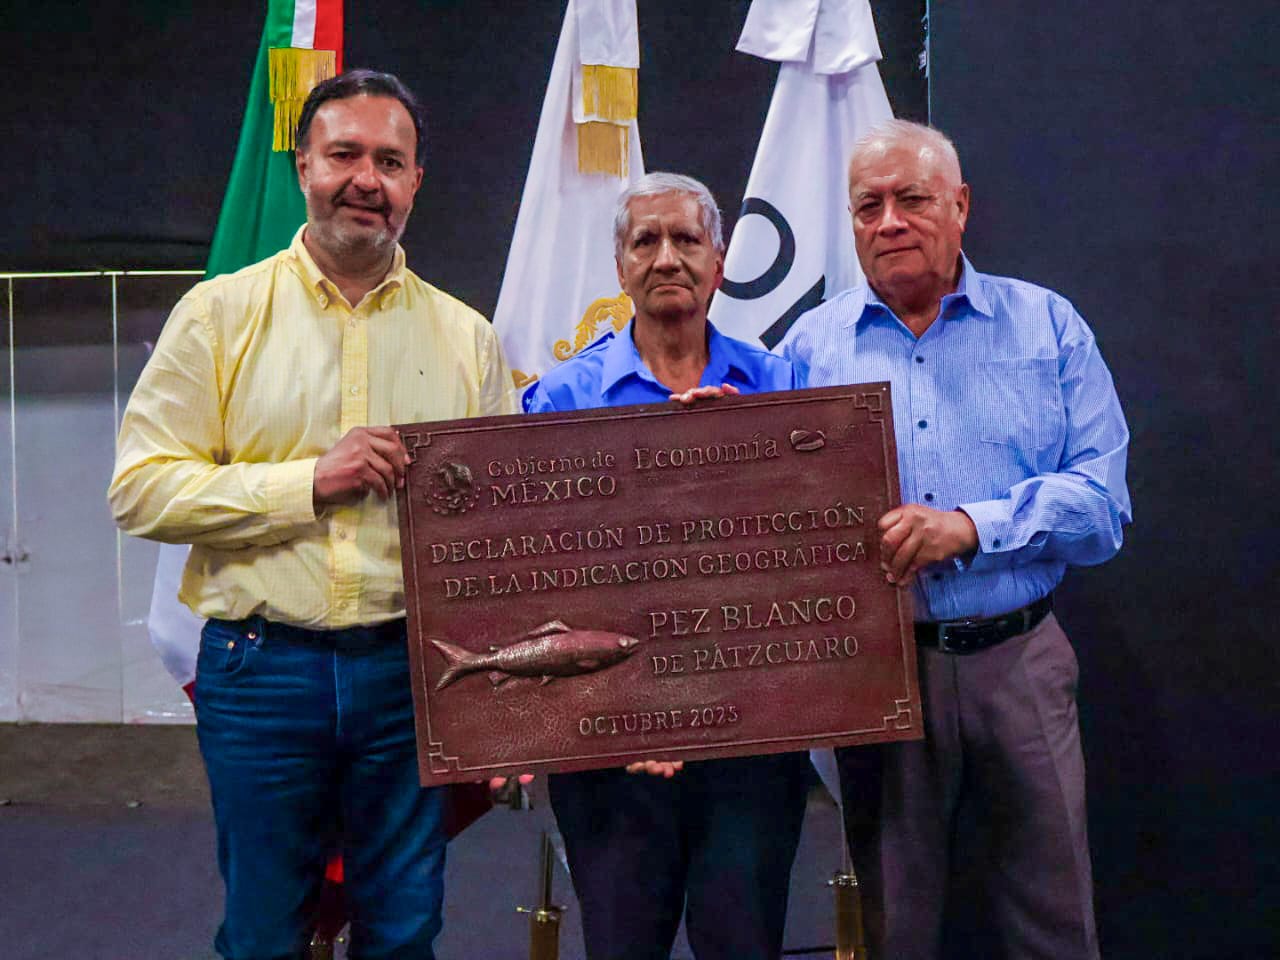 Gobierno de
MÉXICO
Economía
DECLARACIÓN DE PROTECCIÓN
DE LA INDICACIÓN GEOGRÁFICA
PEZ BLANCO
DE PÁTZCUARO
OCTUBRE 2025